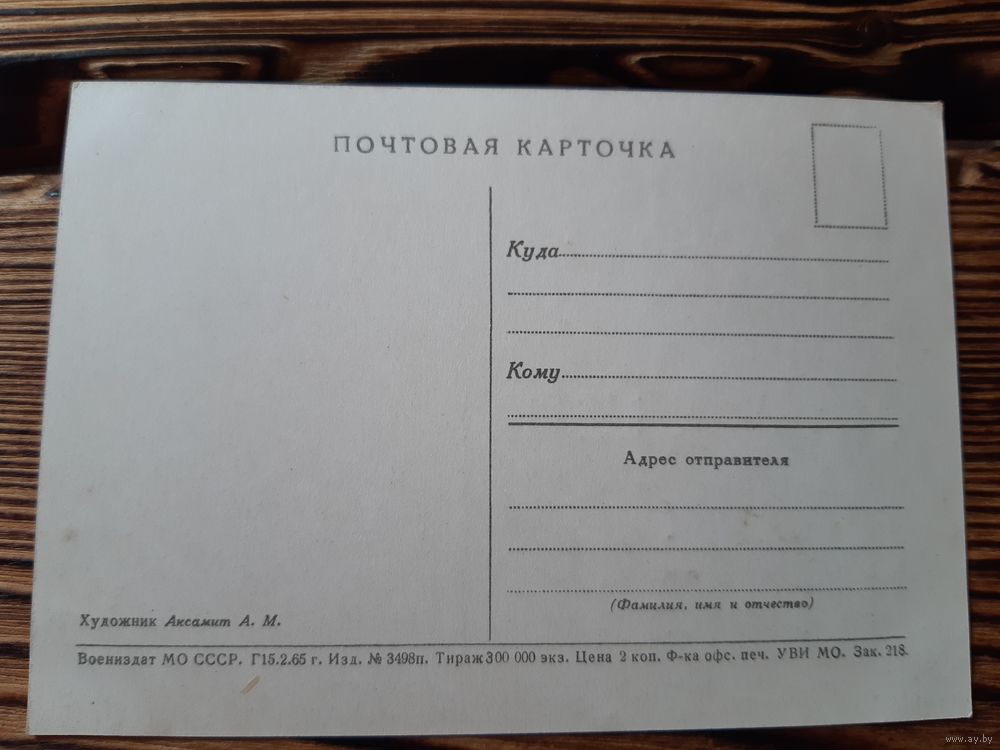 ПОЧТОВАЯ КАРТОЧКА
Куда
Кому
Адрес отправителя
(Фамилия, имя и отчество)
Художник Аксамит А. М.
Воениздат МО СССР. Г15.2.65 г. Изд. № 3498п. Тираж 300 000 экз. Цена 2 коп. Ф-ка офс. печ. УВИ МО. Зак. 218.
www.ay.by